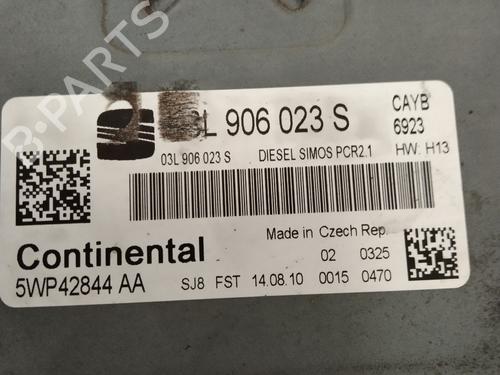 B-PARTS
3L 906 023 S
CAYB
6923
03L 906 023 S DIESEL SIMOS PCR2.1 HW: H13
Continental
Made in Czech Rep.
02 0325
5WP42844 AA SJ8 FST 14.08.10 0015 0470